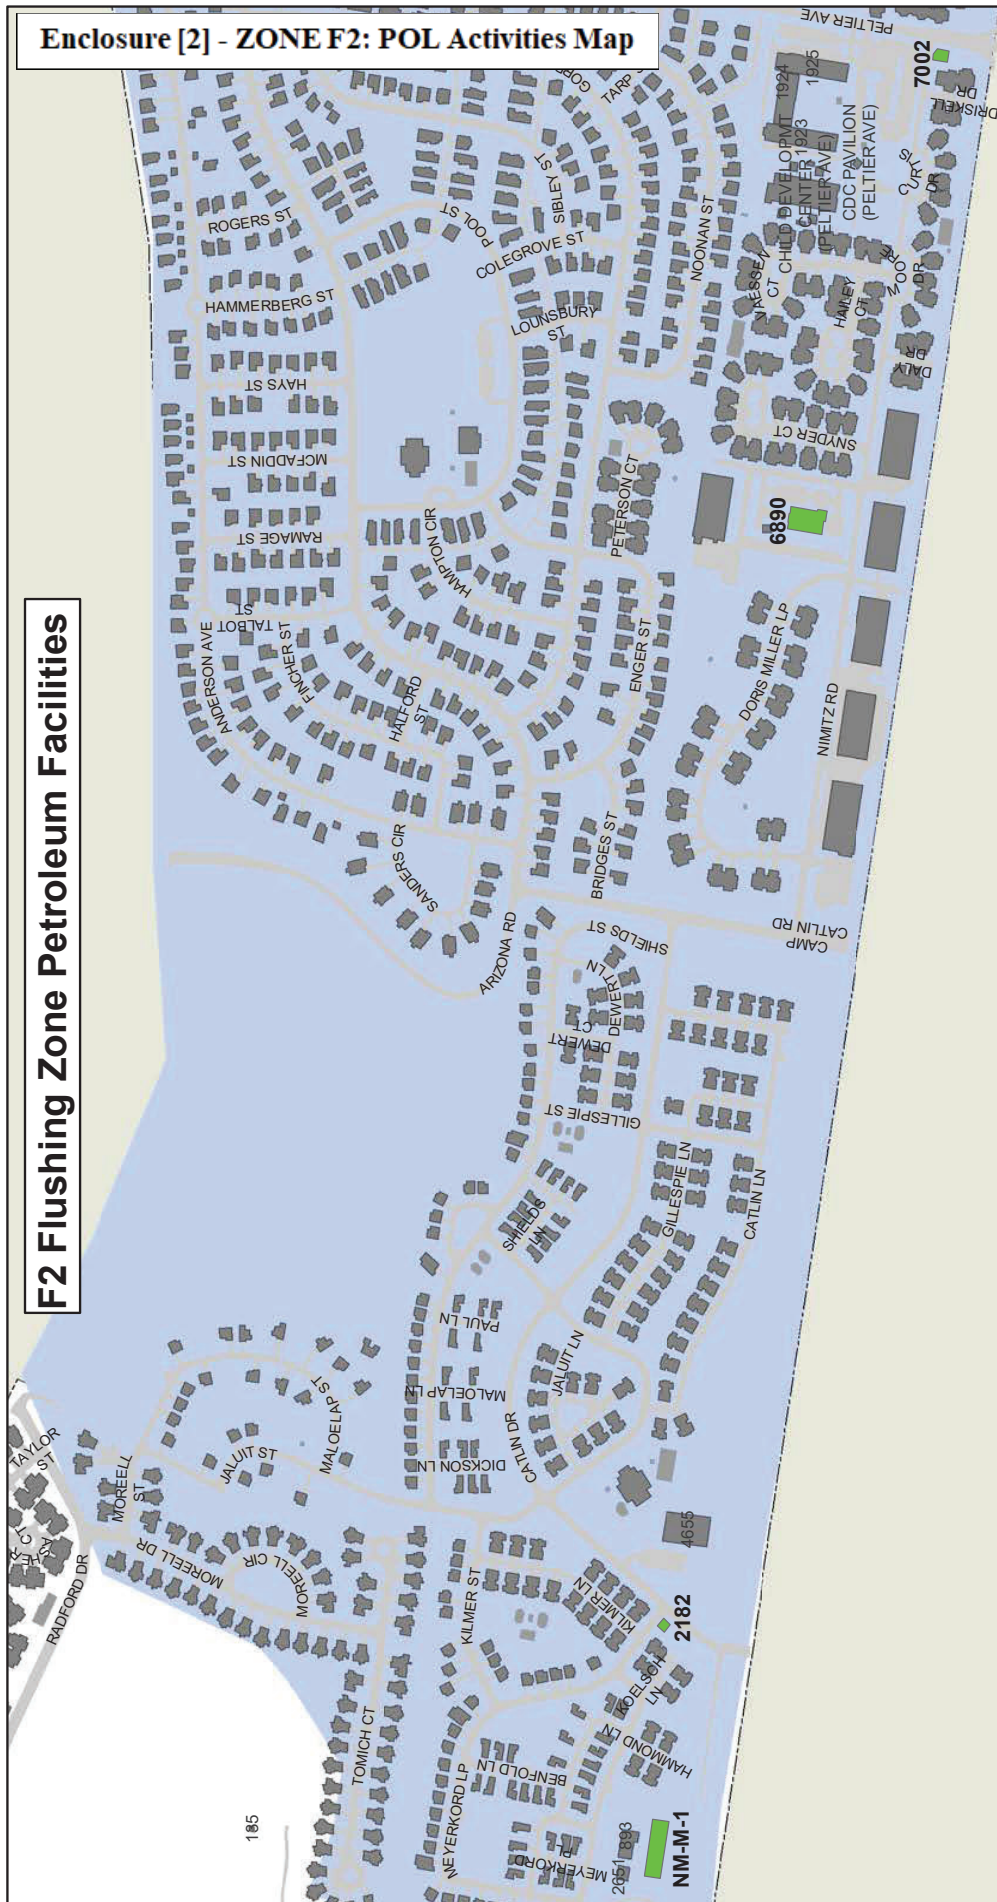 Enclosure [2] - ZONE F2: POL Activities Map
F2 Flushing Zone Petroleum Facilities
PELTIER AVE
7002
DRISKELL
DR
1924
1925
CHILD DEVELOPMT
CENTER 1923
(PELTIER AVE)
CDC PAVILION
(PELTIER AVE)
CURTIS
DR
MOORE
DR
TARP S
SIBLEY ST
POOL ST
COLEGROVE ST
NOONAN ST
ROGERS ST
HAMMERBERG ST
LOUNSBURY
ST
VAESSEN
CT
HAILEY
CT
DALY
DR
HAYS ST
MCFADDIN ST
SNYDER CT
RAMAGE ST
HAMPTON CIR
PETERSON CT
6890
TALBOT
ST
FINCHER ST
ANDERSON AVE
HALFORD
ST
ENGER ST
DORIS MILLER LP
NIMITZ RD
SANDERS CIR
BRIDGES ST
ARIZONA RD
SHIELDS ST
CAMP
CATLIN RD
DEWERT LN
DEWERT
CT
GILLESPIE ST
GILLESPIE LN
CATLIN LN
SHIELDS
LN
PAUL LN
JALUIT LN
MALOELAP LN
MALOELAP ST
DICKSON LN
CATLIN DR
JALUIT ST
TAYLOR
ST
MOREELL
ST
R CT
RADFORD DR
MOREELL DR
MOREELL CIR
MOREELL
4655
KILMER ST
KILMER LN
2182
KOELSCH
LN
HAMMOND LN
TOMICH CT
MEYERKORD LP
BENFOLD LN
MEYERKORD
PL
185
2651
893
NM-M-1